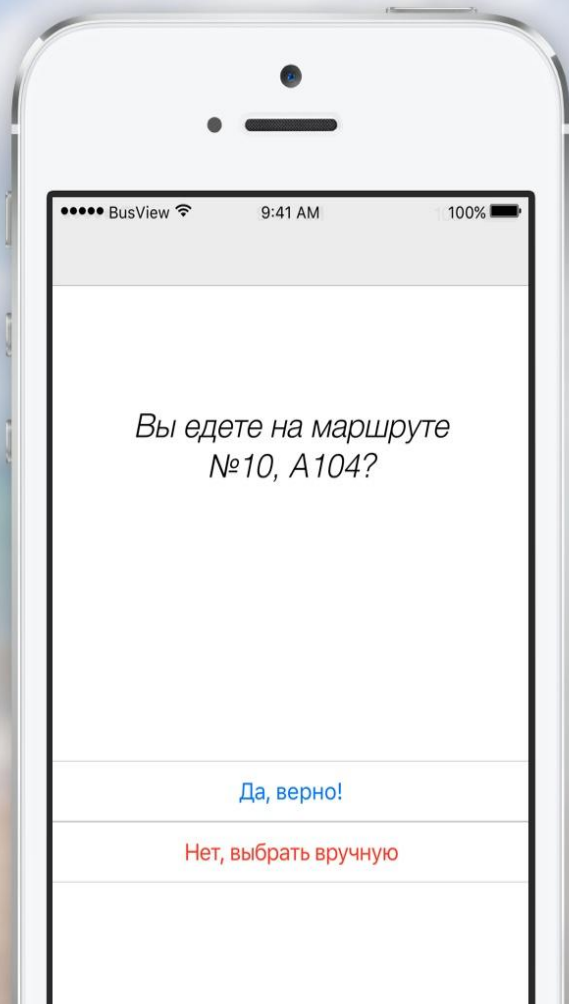 BusView 9:41 AM 100%
Вы едете на маршруте
№10, А104?
Да, верно!
Нет, выбрать вручную